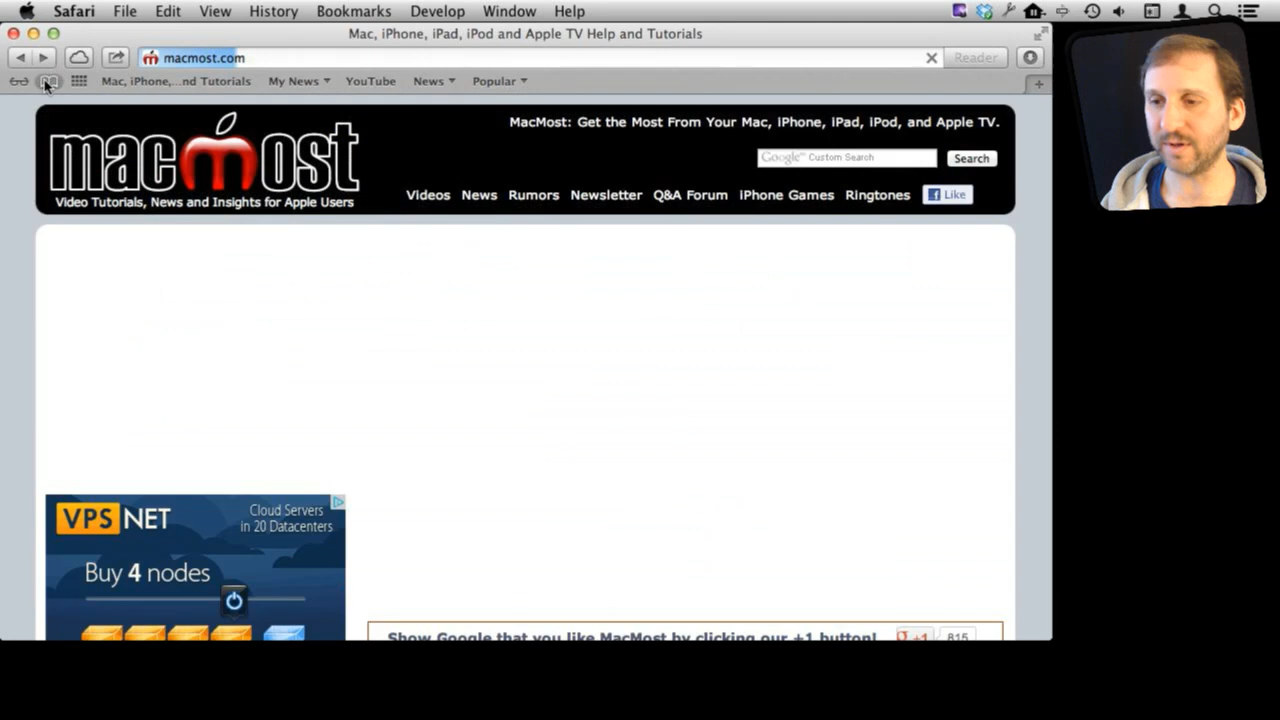 Safari File Edit View History Bookmarks Develop Window Help
Mac, iPhone, iPad, iPod and Apple TV Help and Tutorials
macmost.com
Reader
Mac, iPhone,...nd Tutorials My News YouTube News Popular
MacMost: Get the Most From Your Mac, iPhone, iPad, iPod, and Apple TV.
macmost
Google™ Custom Search Search
Video Tutorials, News and Insights for Apple Users
Videos News Rumors Newsletter Q&A Forum iPhone Games Ringtones Like
VPS NET
Cloud Servers
in 20 Datacenters
Buy 4 nodes
Show Google that you like MacMost by clicking our +1 button! +1 815